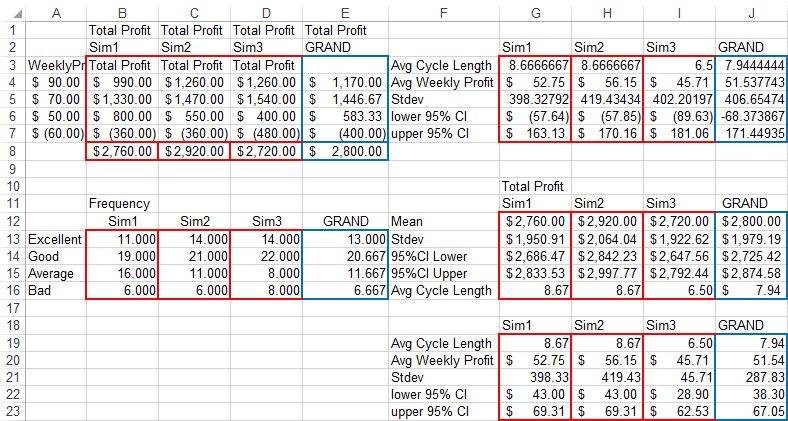 A B C D E F G H I J
1 Total Profit Total Profit Total Profit Total Profit
2 Sim1 Sim2 Sim3 GRAND Sim1 Sim2 Sim3 GRAND
3 WeeklyPr Total Profit Total Profit Total Profit Avg Cycle Length 8.6666667 8.6666667 6.5 7.9444444
4 $ 90.00 $ 990.00 $1,260.00 $1,260.00 $ 1,170.00 Avg Weekly Profit $ 52.75 $ 56.15 $ 45.71 51.537743
5 $ 70.00 $1,330.00 $1,470.00 $1,540.00 $ 1,446.67 Stdev 398.32792 419.43434 402.20197 406.65474
6 $ 50.00 $ 800.00 $ 550.00 $ 400.00 $ 583.33 lower 95% CI $ (57.64) $ (57.85) $ (89.63) -68.373867
7 $ (60.00) $ (360.00) $ (360.00) $ (480.00) $ (400.00) upper 95% CI $ 163.13 $ 170.16 $ 181.06 171.44935
8 $2,760.00 $2,920.00 $2,720.00 $ 2,800.00
9
10 Total Profit
11 Frequency Sim1 Sim2 Sim3 GRAND
12 Sim1 Sim2 Sim3 GRAND Mean $2,760.00 $2,920.00 $2,720.00 $2,800.00
13 Excellent 11.000 14.000 14.000 13.000 Stdev $1,950.91 $2,064.04 $1,922.62 $1,979.19
14 Good 19.000 21.000 22.000 20.667 95%CI Lower $2,686.47 $2,842.23 $2,647.56 $2,725.42
15 Average 16.000 11.000 8.000 11.667 95%CI Upper $2,833.53 $2,997.77 $2,792.44 $2,874.58
16 Bad 6.000 6.000 8.000 6.667 Avg Cycle Length 8.67 8.67 6.50 $ 7.94
17
18 Sim1 Sim2 Sim3 GRAND
19 Avg Cycle Length 8.67 8.67 6.50 7.94
20 Avg Weekly Profit $ 52.75 $ 56.15 $ 45.71 51.54
21 Stdev 398.33 419.43 45.71 287.83
22 lower 95% CI $ 43.00 $ 43.00 $ 28.90 38.30
23 upper 95% CI $ 69.31 $ 69.31 $ 62.53 67.05